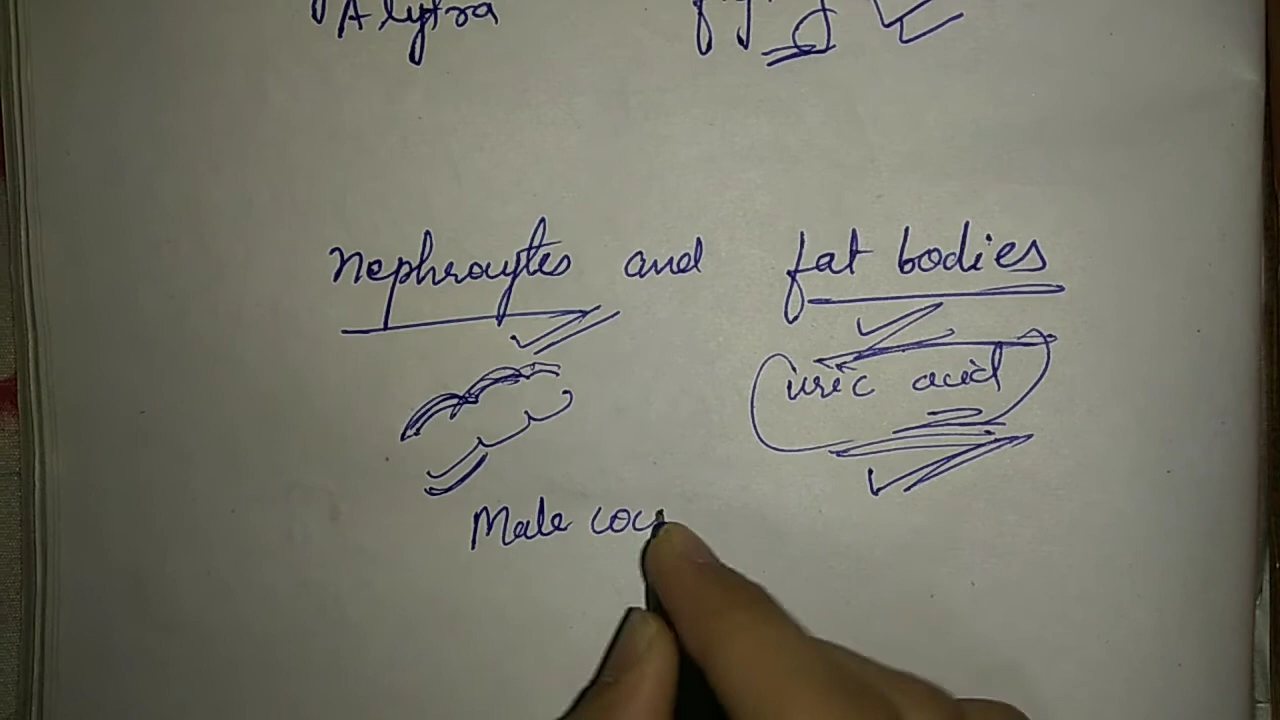 Alytra
nephrocytes and fat bodies
uric acid
Male coc